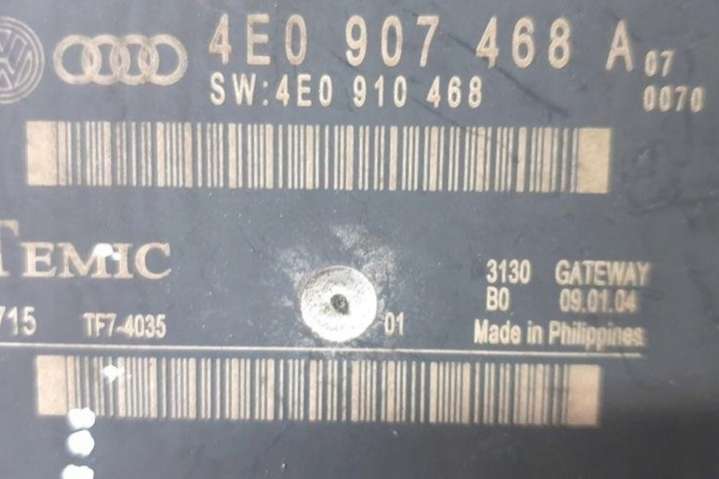 4E0 907 468 A 07
SW:4E0 910 468 0070
TEMIC
3130 GATEWAY
715 TF7-4035 01 B0 09.01.04
Made in Philippines